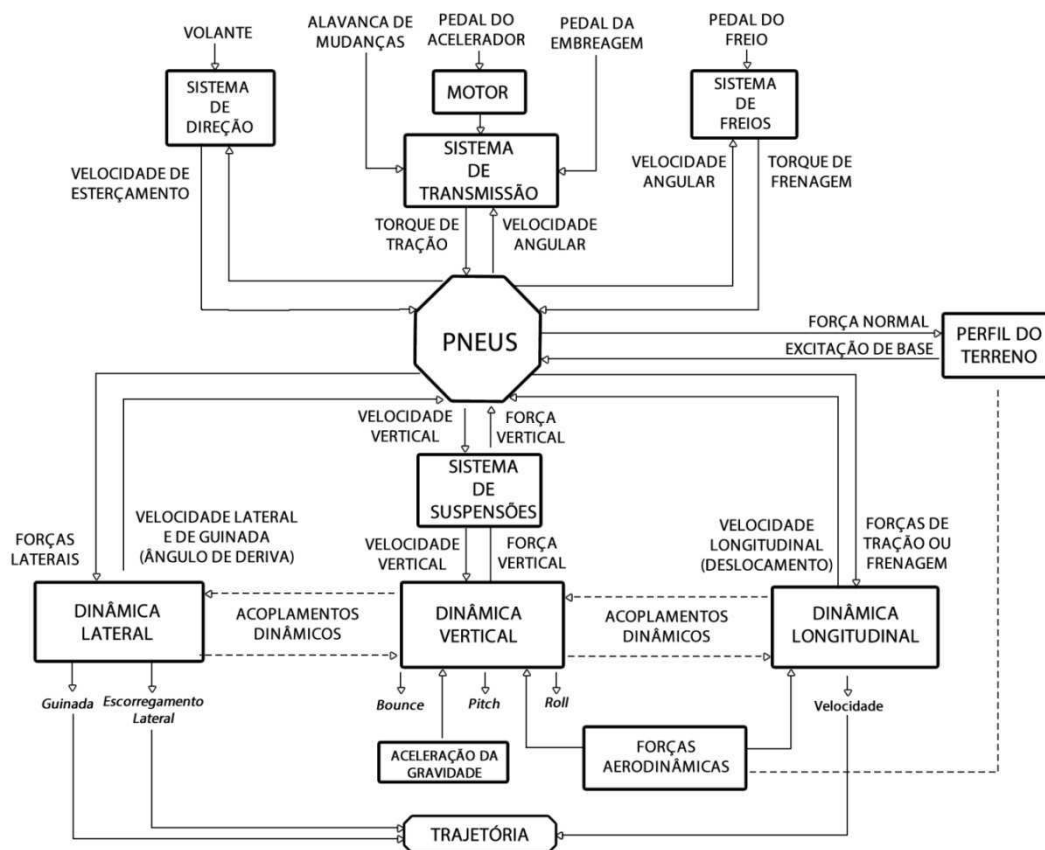 VOLANTE
ALAVANCA DE
MUDANÇAS
PEDAL DO
ACELERADOR
PEDAL DA
EMBREAGEM
PEDAL DO
FREIO
SISTEMA
DE
DIREÇÃO
MOTOR
SISTEMA
DE
FREIOS
SISTEMA
DE
TRANSMISSÃO
VELOCIDADE DE
ESTERÇAMENTO
VELOCIDADE
ANGULAR
TORQUE DE
FRENAGEM
TORQUE DE
TRAÇÃO
VELOCIDADE
ANGULAR
PNEUS
FORÇA NORMAL
EXCITAÇÃO DE BASE
PERFIL DO
TERRENO
VELOCIDADE
VERTICAL
FORÇA
VERTICAL
SISTEMA
DE
SUSPENSÕES
FORÇAS
LATERAIS
VELOCIDADE LATERAL
E DE GUINADA
(ÂNGULO DE DERIVA)
VELOCIDADE
VERTICAL
FORÇA
VERTICAL
VELOCIDADE
LONGITUDINAL
(DESLOCAMENTO)
FORÇAS DE
TRAÇÃO OU
FRENAGEM
DINÂMICA
LATERAL
ACOPLAMENTOS
DINÂMICOS
DINÂMICA
VERTICAL
ACOPLAMENTOS
DINÂMICOS
DINÂMICA
LONGITUDINAL
Guinada
Escorregamento
Lateral
Bounce
Pitch
Roll
Velocidade
ACELERAÇÃO DA
GRAVIDADE
FORÇAS
AERODINÂMICAS
TRAJETÓRIA